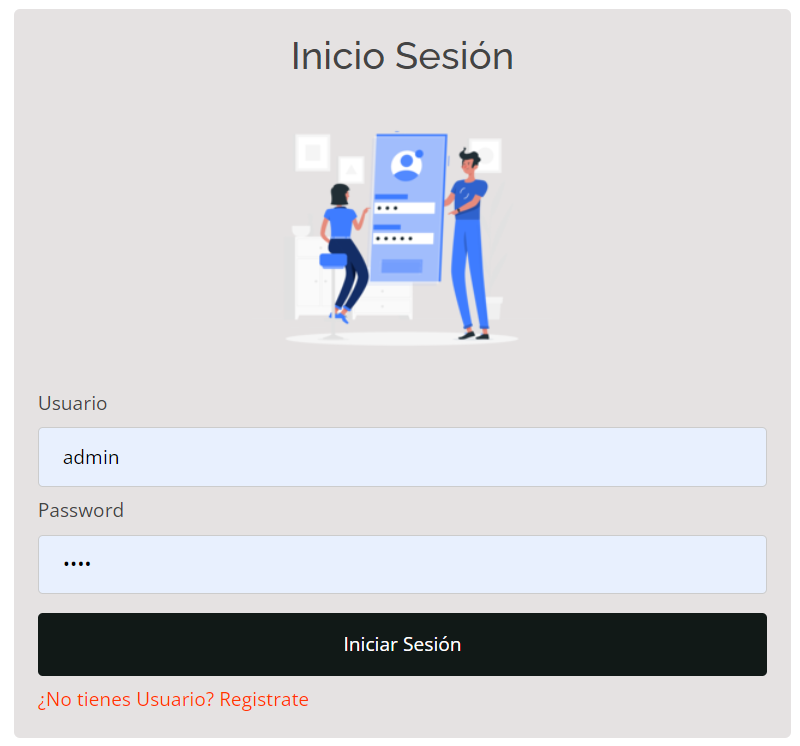 Inicio Sesión
Usuario
admin
Password
••••
Iniciar Sesión
¿No tienes Usuario? Registrate